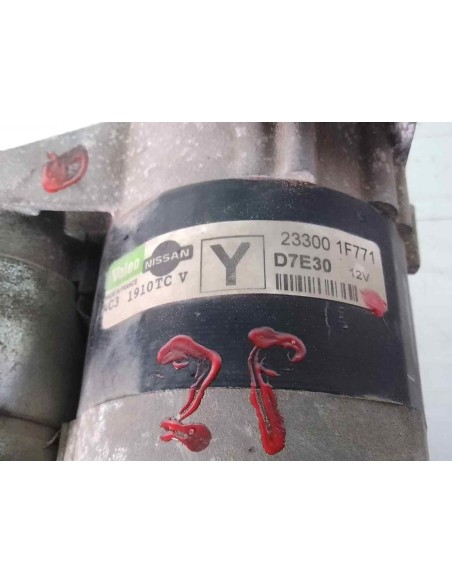 Valeo NISSAN Y 23300 1F771
D7E30 12V
1910TC V